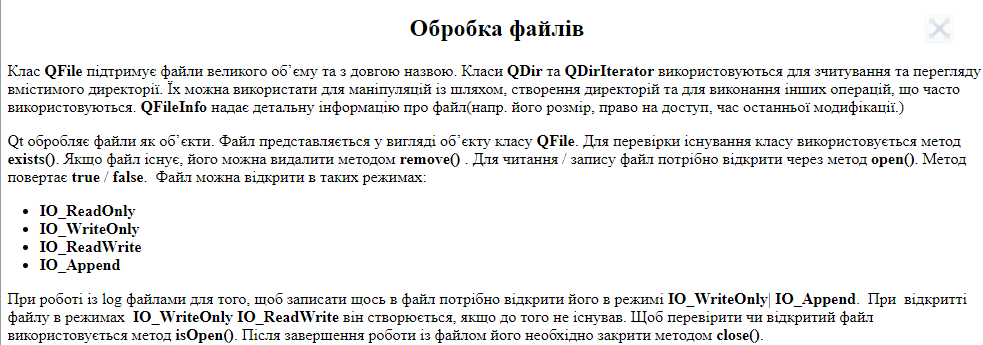 Обробка файлів
Клас QFile підтримує файли великого об’єму та з довгою назвою. Класи QDir та QDirIterator використовуються для зчитування та перегляду
вмістимого директорії. Їх можна використати для маніпуляцій із шляхом, створення директорій та для виконання інших операцій, що часто
використовуються. QFileInfo надає детальну інформацію про файл(напр. його розмір, право на доступ, час останньої модифікації.)
Qt обробляє файли як об’єкти. Файл представляється у вигляді об’єкту класу QFile. Для перевірки існування класу використовується метод
exists(). Якщо файл існує, його можна видалити методом remove() . Для читання / запису файл потрібно відкрити через метод open(). Метод
повертає true / false.  Файл можна відкрити в таких режимах:
• IO_ReadOnly
• IO_WriteOnly
• IO_ReadWrite
• IO_Append
При роботі із log файлами для того, щоб записати щось в файл потрібно відкрити його в режимі IO_WriteOnly| IO_Append.  При  відкритті
файлу в режимах  IO_WriteOnly IO_ReadWrite він створюється, якщо до того не існував. Щоб перевірити чи відкритий файл
використовується метод isOpen(). Після завершення роботи із файлом його необхідно закрити методом close().